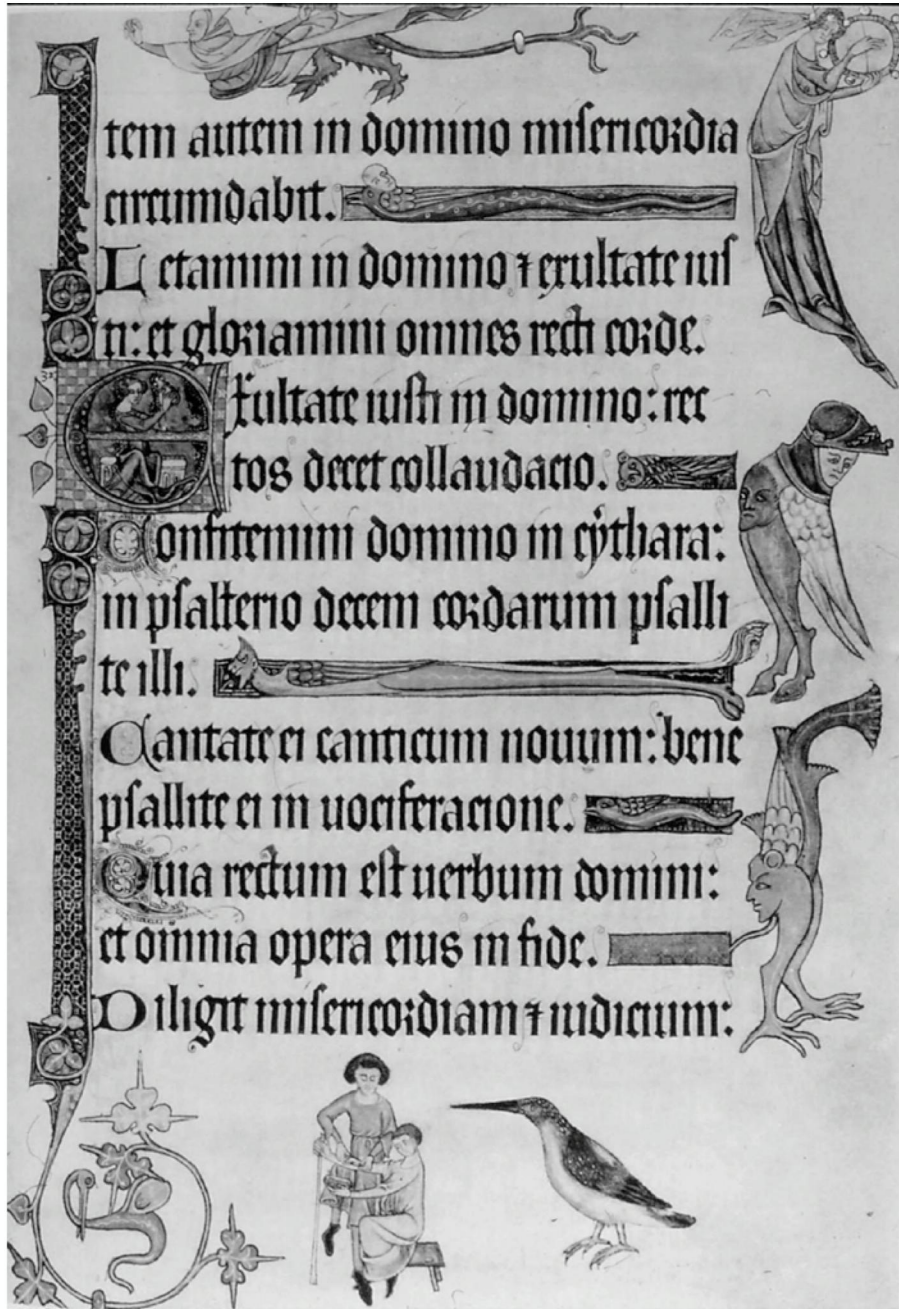 tem autem in domino misericordia
circumdabit.
Letamini in domino ⁊ exultate ius
ti: et gloriamini omnes recti corde.
Exultate iusti in domino: rec
tos decet collaudacio.
Confitemini domino in cythara:
in psalterio decem cordarum psalli
te illi.
Cantate ei canticum nouum: bene
psallite ei in uociferacione.
Quia rectum est uerbum domini:
et omnia opera eius in fide.
Diligit misericordiam ⁊ iudicium: